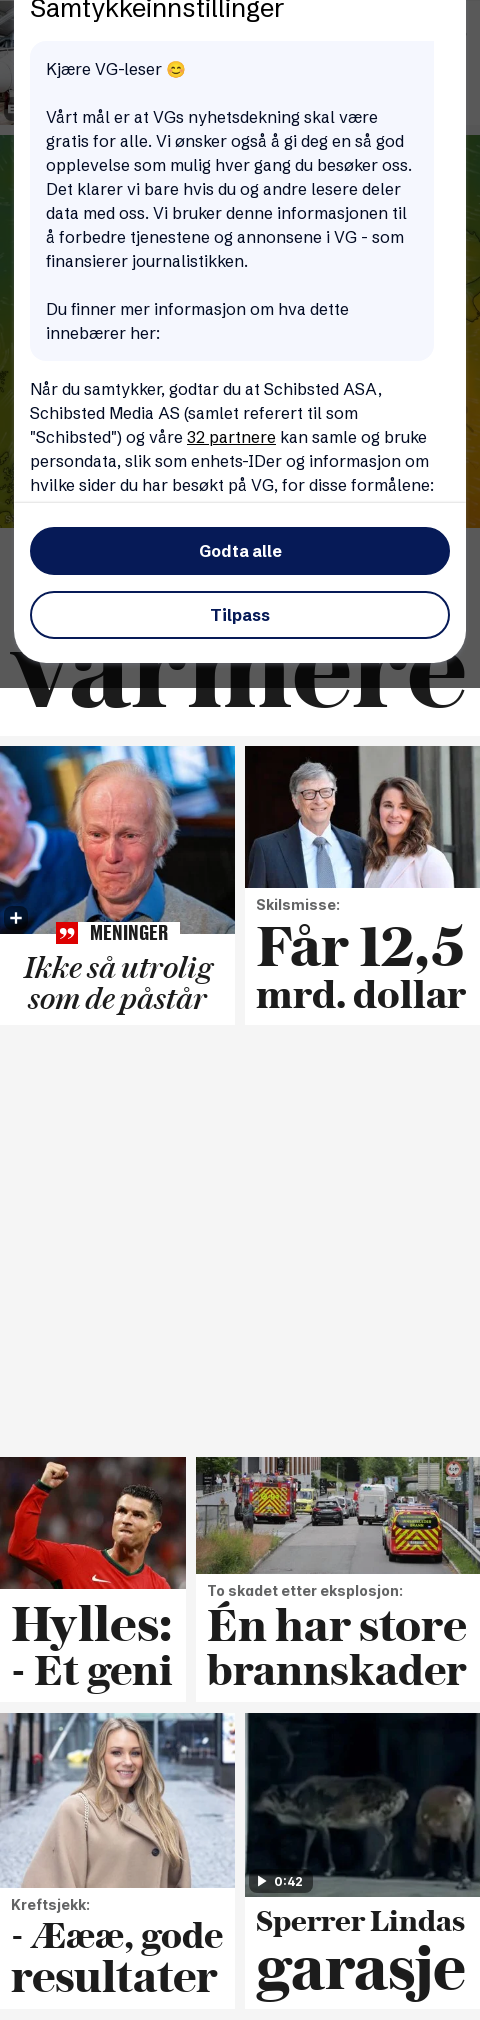 Samtykkeinnstillinger
Kjære VG-leser 😊
Vårt mål er at VGs nyhetsdekning skal være
gratis for alle. Vi ønsker også å gi deg en så god
opplevelse som mulig hver gang du besøker oss.
Det klarer vi bare hvis du og andre lesere deler
data med oss. Vi bruker denne informasjonen til
å forbedre tjenestene og annonsene i VG - som
finansierer journalistikken.
Du finner mer informasjon om hva dette
innebærer her:
Når du samtykker, godtar du at Schibsted ASA,
Schibsted Media AS (samlet referert til som
"Schibsted") og våre 32 partnere kan samle og bruke
persondata, slik som enhets-IDer og informasjon om
hvilke sider du har besøkt på VG, for disse formålene:
Godta alle
Tilpass
varmere
MENINGER
Ikke så utrolig
som de påstår
Skilsmisse:
Får 12,5
mrd. dollar
Hylles:
- Et geni
To skadet etter eksplosjon:
Én har store
brannskader
Kreftsjekk:
- Æææ, gode
resultater
0:42
Sperrer Lindas
garasje